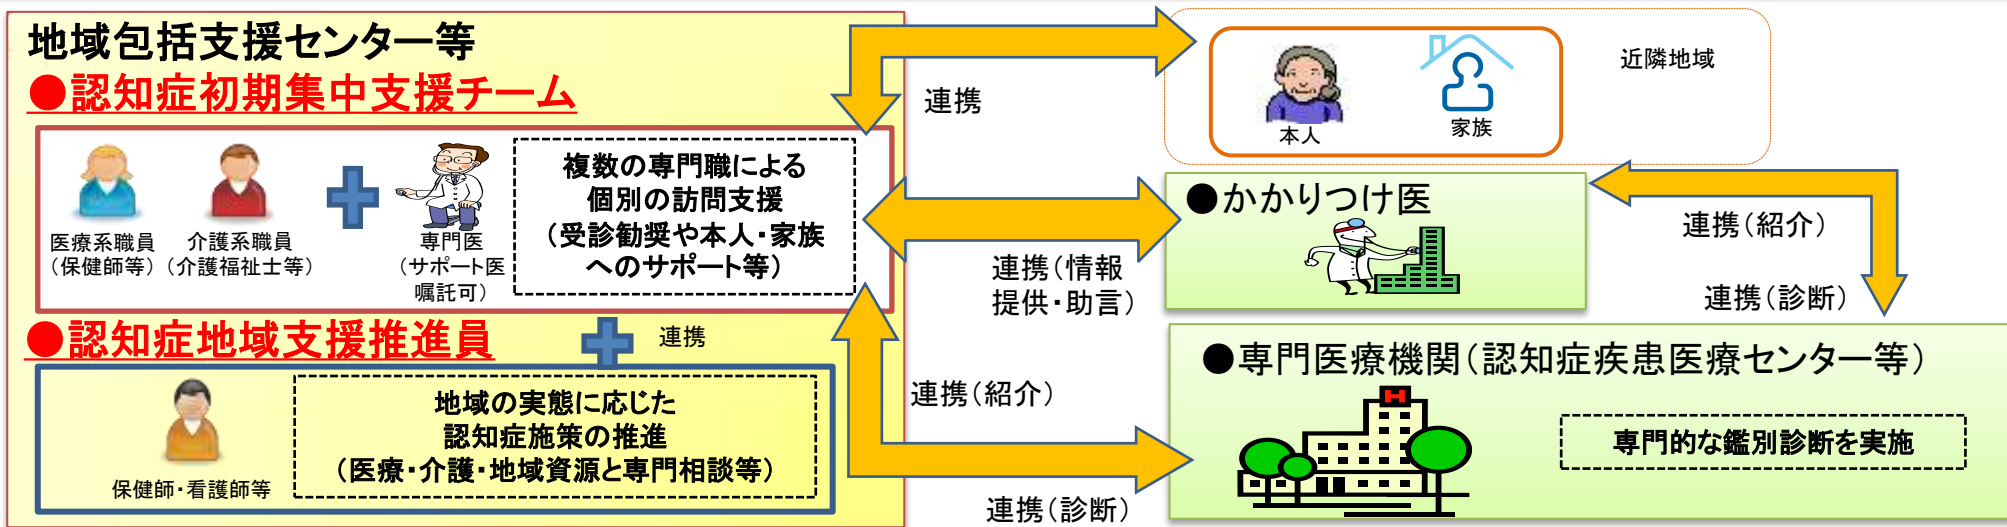 地域包括支援センター等
●認知症初期集中支援チーム
医療系職員
（保健師等）
介護系職員
（介護福祉士等）
専門医
（サポート医
嘱託可）
複数の専門職による
個別の訪問支援
（受診勧奨や本人・家族
へのサポート等）
●認知症地域支援推進員
連携
保健師・看護師等
地域の実態に応じた
認知症施策の推進
（医療・介護・地域資源と専門相談等）
連携
本人
家族
近隣地域
連携（情報
提供・助言）
●かかりつけ医
連携（紹介）
連携（診断）
連携（紹介）
連携（診断）
●専門医療機関（認知症疾患医療センター等）
H
専門的な鑑別診断を実施